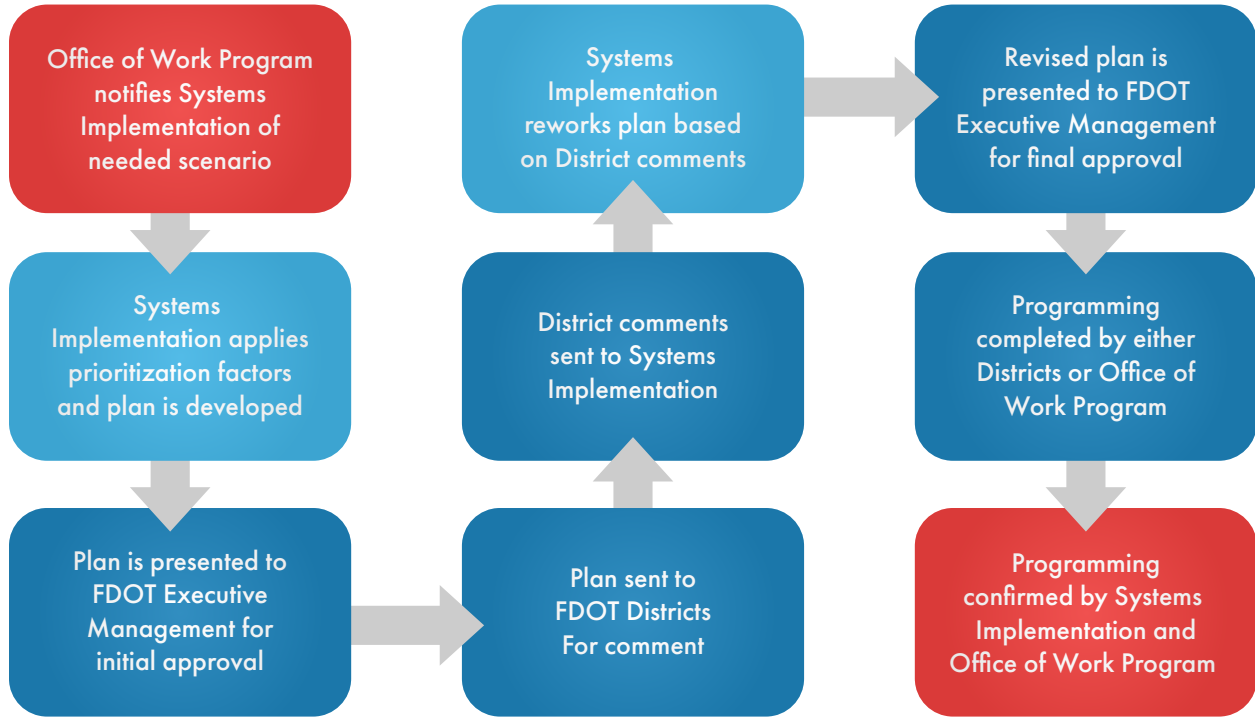 Office of Work Program
notifies Systems
Implementation of
needed scenario
Systems
Implementation applies
prioritization factors
and plan is developed
Plan is presented to
FDOT Executive
Management for
initial approval
Plan sent to
FDOT Districts
For comment
District comments
sent to Systems
Implementation
Systems
Implementation
reworks plan based
on District comments
Revised plan is
presented to FDOT
Executive Management
for final approval
Programming
completed by either
Districts or Office of
Work Program
Programming
confirmed by Systems
Implementation and
Office of Work Program